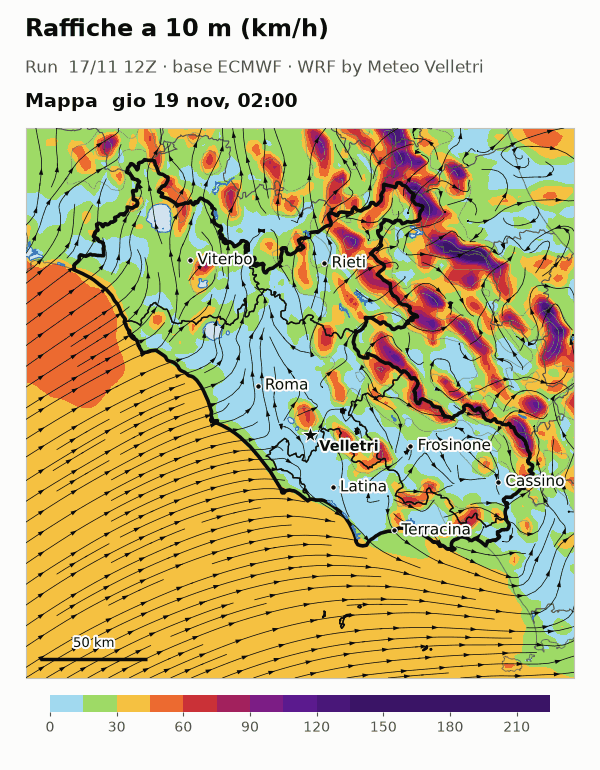 Raffiche a 10 m (km/h)
Run 17/11 12Z · base ECMWF · WRF by Meteo Velletri
Mappa gio 19 nov, 02:00
Viterbo
Rieti
Roma
Velletri
Frosinone
Latina
Cassino
Terracina
50 km
0 30 60 90 120 150 180 210